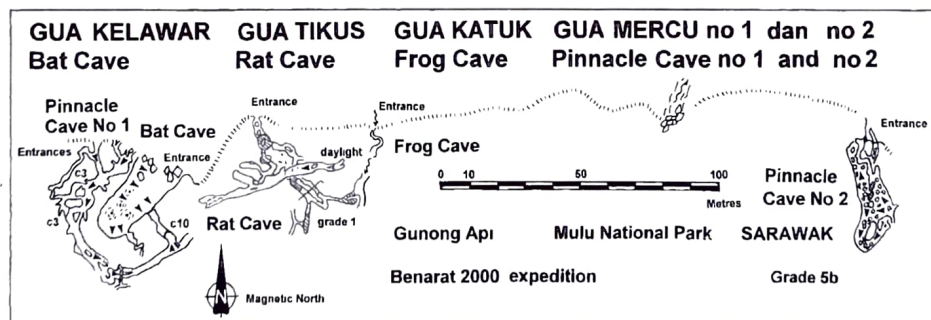 GUA KELAWAR GUA TIKUS GUA KATUK GUA MERCU no 1 dan no 2
Bat Cave Rat Cave Frog Cave Pinnacle Cave no 1 and no 2
Pinnacle
Cave No 1
Entrances
c3
c3
Bat Cave
Entrance
c10
Entrance
daylight
Rat Cave
grade 1
Entrance
Frog Cave
0 10 50 100
Metres
Entrance
Pinnacle
Cave No 2
Gunong Api Mulu National Park SARAWAK
Benarat 2000 expedition Grade 5b
N
Magnetic North